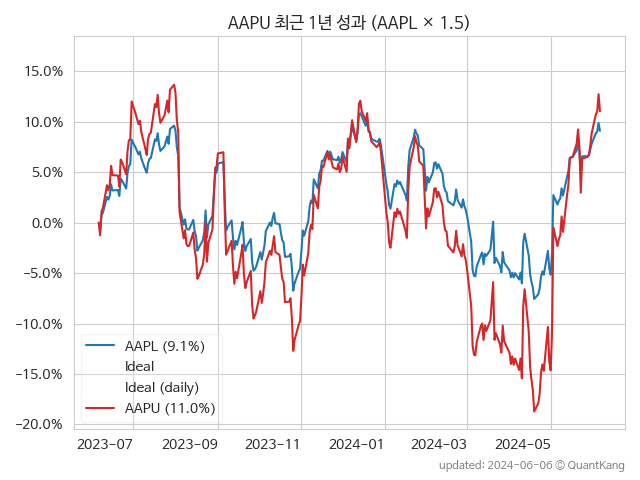 AAPU 최근 1년 성과 (AAPL × 1.5)
15.0%
10.0%
5.0%
0.0%
−5.0%
−10.0%
−15.0%
−20.0%
AAPL (9.1%)
Ideal
Ideal (daily)
AAPU (11.0%)
2023-07 2023-09 2023-11 2024-01 2024-03 2024-05
updated: 2024-06-06 © QuantKang